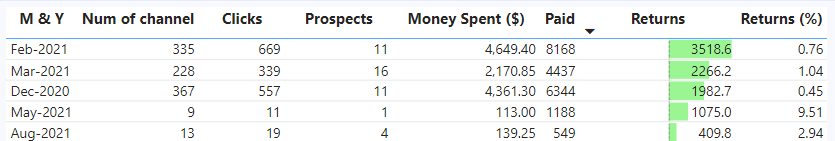 M & Y Num of channel Clicks Prospects Money Spent ($) Paid Returns Returns (%)
Feb-2021 335 669 11 4,649.40 8168 3518.6 0.76
Mar-2021 228 339 16 2,170.85 4437 2266.2 1.04
Dec-2020 367 557 11 4,361.30 6344 1982.7 0.45
May-2021 9 11 1 113.00 1188 1075.0 9.51
Aug-2021 13 19 4 139.25 549 409.8 2.94